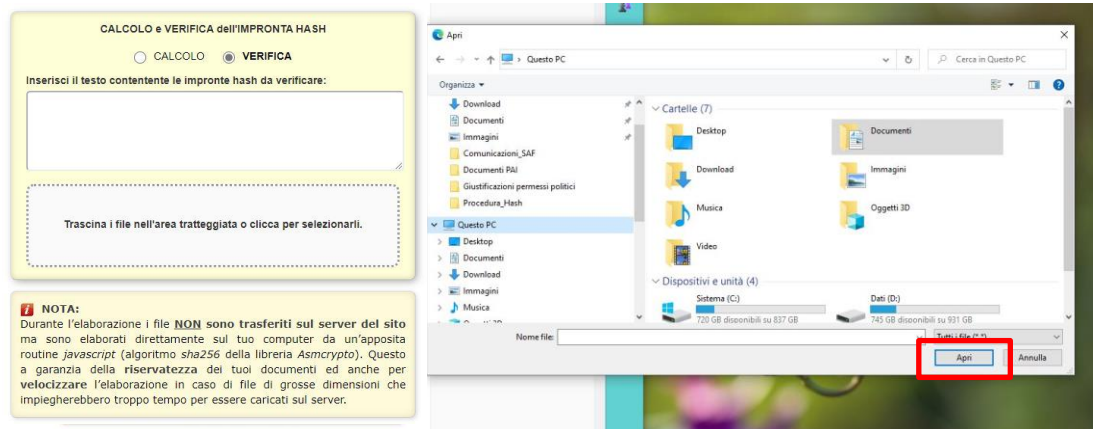 CALCOLO e VERIFICA dell'IMPRONTA HASH
CALCOLO VERIFICA
Inserisci il testo contentente le impronte hash da verificare:
Trascina i file nell'area tratteggiata o clicca per selezionarli.
NOTA:
Durante l'elaborazione i file NON sono trasferiti sul server del sito
ma sono elaborati direttamente sul tuo computer da un'apposita
routine javascript (algoritmo sha256 della libreria Asmcrypto). Questo
a garanzia della riservatezza dei tuoi documenti ed anche per
velocizzare l'elaborazione in caso di file di grosse dimensioni che
impiegherebbero troppo tempo per essere caricati sul server.
Apri
Questo PC
Cerca in Questo PC
Organizza
Download
Documenti
Immagini
Comunicazioni_SAF
Documenti PAI
Giustificazioni permessi politici
Procedura_Hash
Questo PC
Desktop
Documenti
Download
Immagini
Musica
Cartelle (7)
Desktop
Documenti
Download
Immagini
Musica
Oggetti 3D
Video
Dispositivi e unità (4)
Sistema (C:)
720 GB disponibili su 837 GB
Dati (D:)
745 GB disponibili su 931 GB
Nome file:
Tutti i file (*.*)
Apri
Annulla